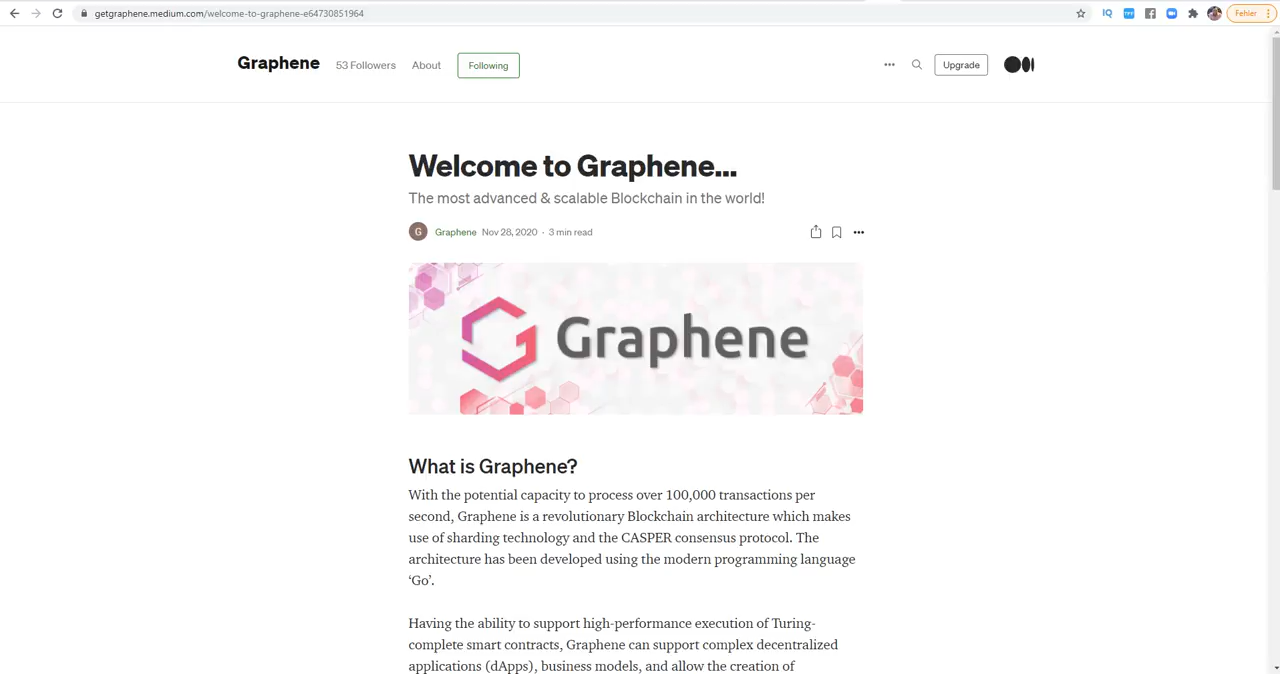 getgraphene.medium.com/welcome-to-graphene-e64730851964
Fehler
Graphene
53 Followers
About
Following
Upgrade
Welcome to Graphene...
The most advanced & scalable Blockchain in the world!
G
Graphene Nov 28, 2020 · 3 min read
Graphene
What is Graphene?
With the potential capacity to process over 100,000 transactions per
second, Graphene is a revolutionary Blockchain architecture which makes
use of sharding technology and the CASPER consensus protocol. The
architecture has been developed using the modern programming language
‘Go’.
Having the ability to support high-performance execution of Turing-
complete smart contracts, Graphene can support complex decentralized
applications (dApps), business models, and allow the creation of